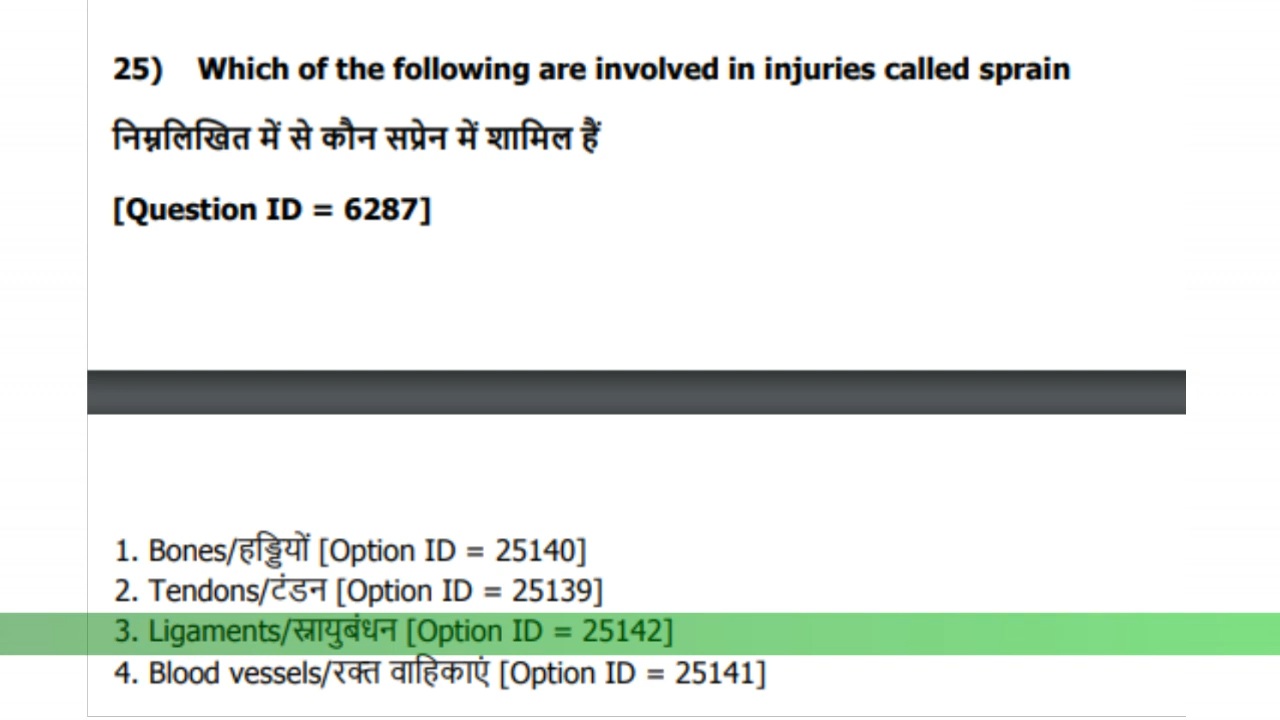 25) Which of the following are involved in injuries called sprain
निम्नलिखित में से कौन सप्रेन में शामिल हैं
[Question ID = 6287]
1. Bones/हड्डियों [Option ID = 25140]
2. Tendons/टंडन [Option ID = 25139]
3. Ligaments/स्नायुबंधन [Option ID = 25142]
4. Blood vessels/रक्त वाहिकाएं [Option ID = 25141]